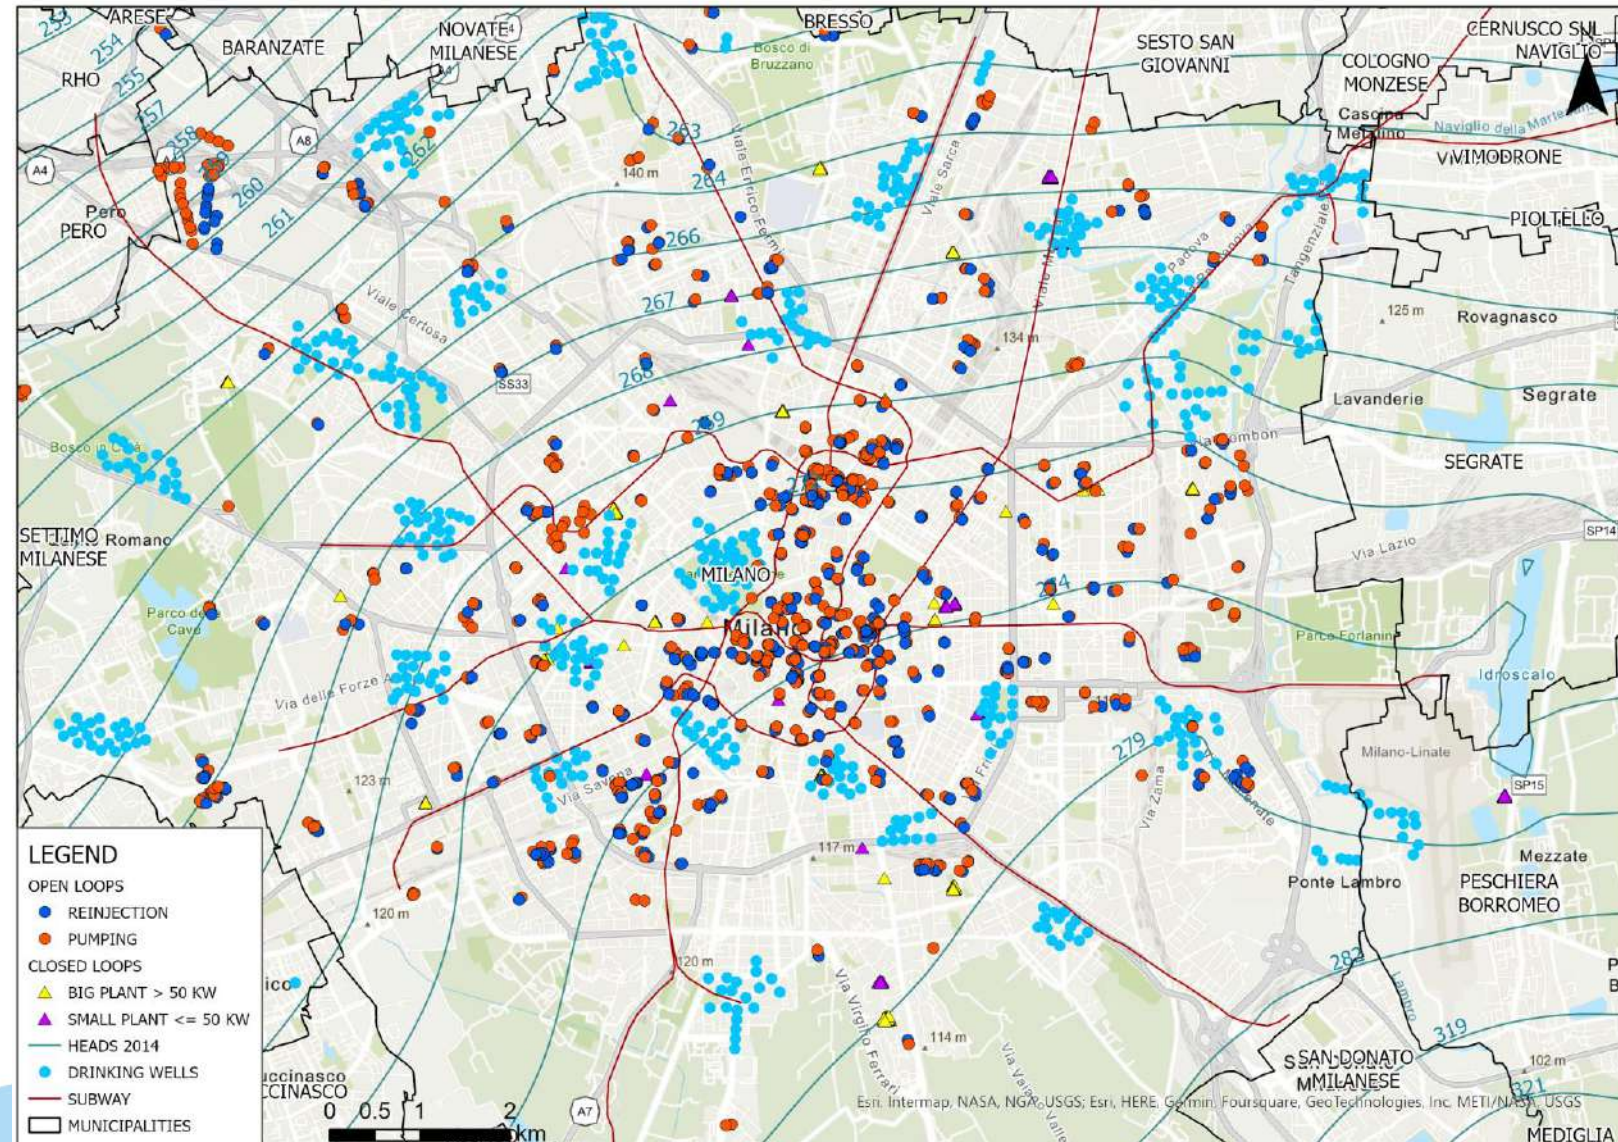 ARESE
NOVATE
MILANESE
BRESSO
CERNUSCO SUL
NAVIGLIO
253
BARANZATE
Bosco di
Bruzzano
SESTO SAN
GIOVANNI
254
RHO
COLOGNO
MONZESE
255
257
Cascina
Naviglio della Martesana
258
A8
263
262
VIMODRONE
A4
140 m
264
Viale Enrico Fermi
Viale Sarca
260
Pero
PERO
261
PIOLTELLO
266
Padova
Palmanova
Tangenziale
Viale Certosa
267
125 m
Rovagnasco
134 m
268
SS33
Lavanderie
Segrate
269
SEGRATE
SP14
SETTIMO
MILANESE
Romano
Via Lazio
MILANO
274
Parco delle
Cave
Milano
Parco Forlanini
Via delle Forze A
Idroscalo
279
Milano-Linate
123 m
Via Savona
Via Zama
SP15
117 m
Mezzate
LEGEND
OPEN LOOPS
REINJECTION
PUMPING
CLOSED LOOPS
BIG PLANT > 50 KW
SMALL PLANT <= 50 KW
HEADS 2014
DRINKING WELLS
SUBWAY
MUNICIPALITIES
Ponte Lambro
PESCHIERA
BORROMEO
120 m
120 m
282
Lambro
Via Virgilio Ferrari
114 m
319
SAN DONATO
MILANESE
102 m
321
uccinasco
CCINASCO
A7
0 0.5 1 2
km
Esri, Intermap, NASA, NGA, USGS; Esri, HERE, Garmin, Foursquare, GeoTechnologies, Inc, METI/NASA, USGS
MEDIGLIA